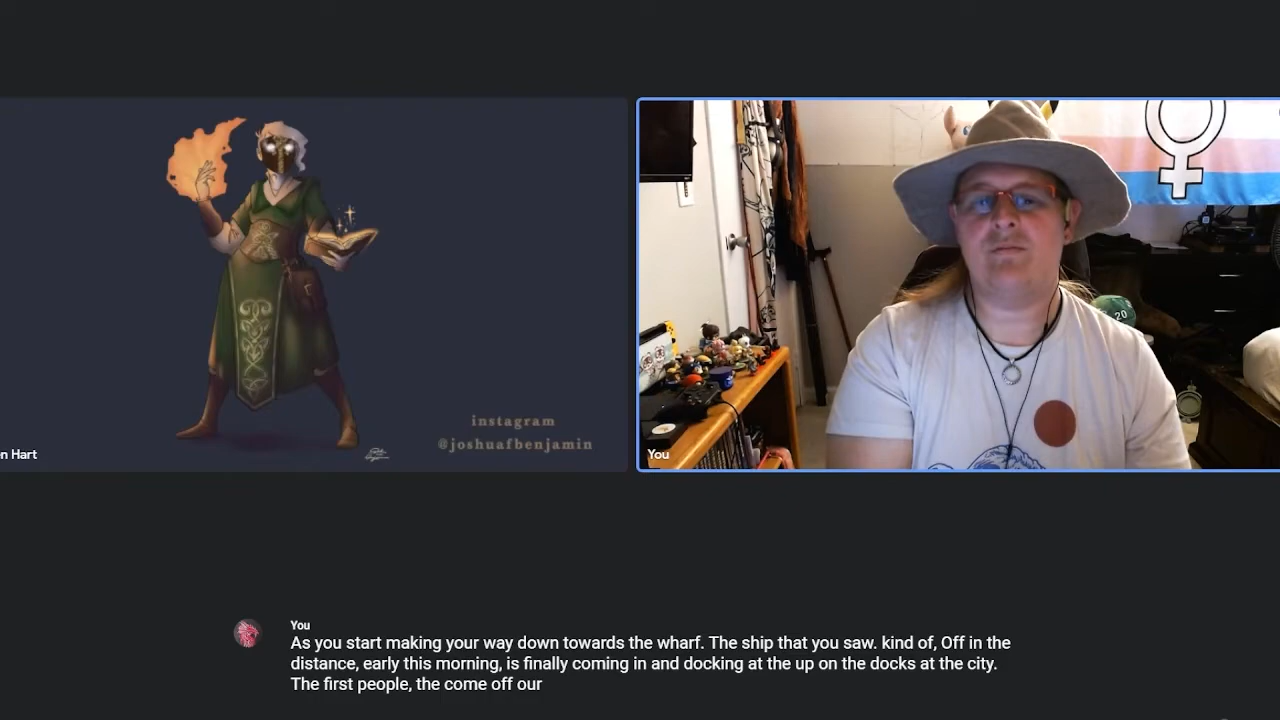 instagram
@joshuafbenjamin
n Hart
You
20
You
As you start making your way down towards the wharf. The ship that you saw. kind of, Off in the
distance, early this morning, is finally coming in and docking at the up on the docks at the city.
The first people, the come off our